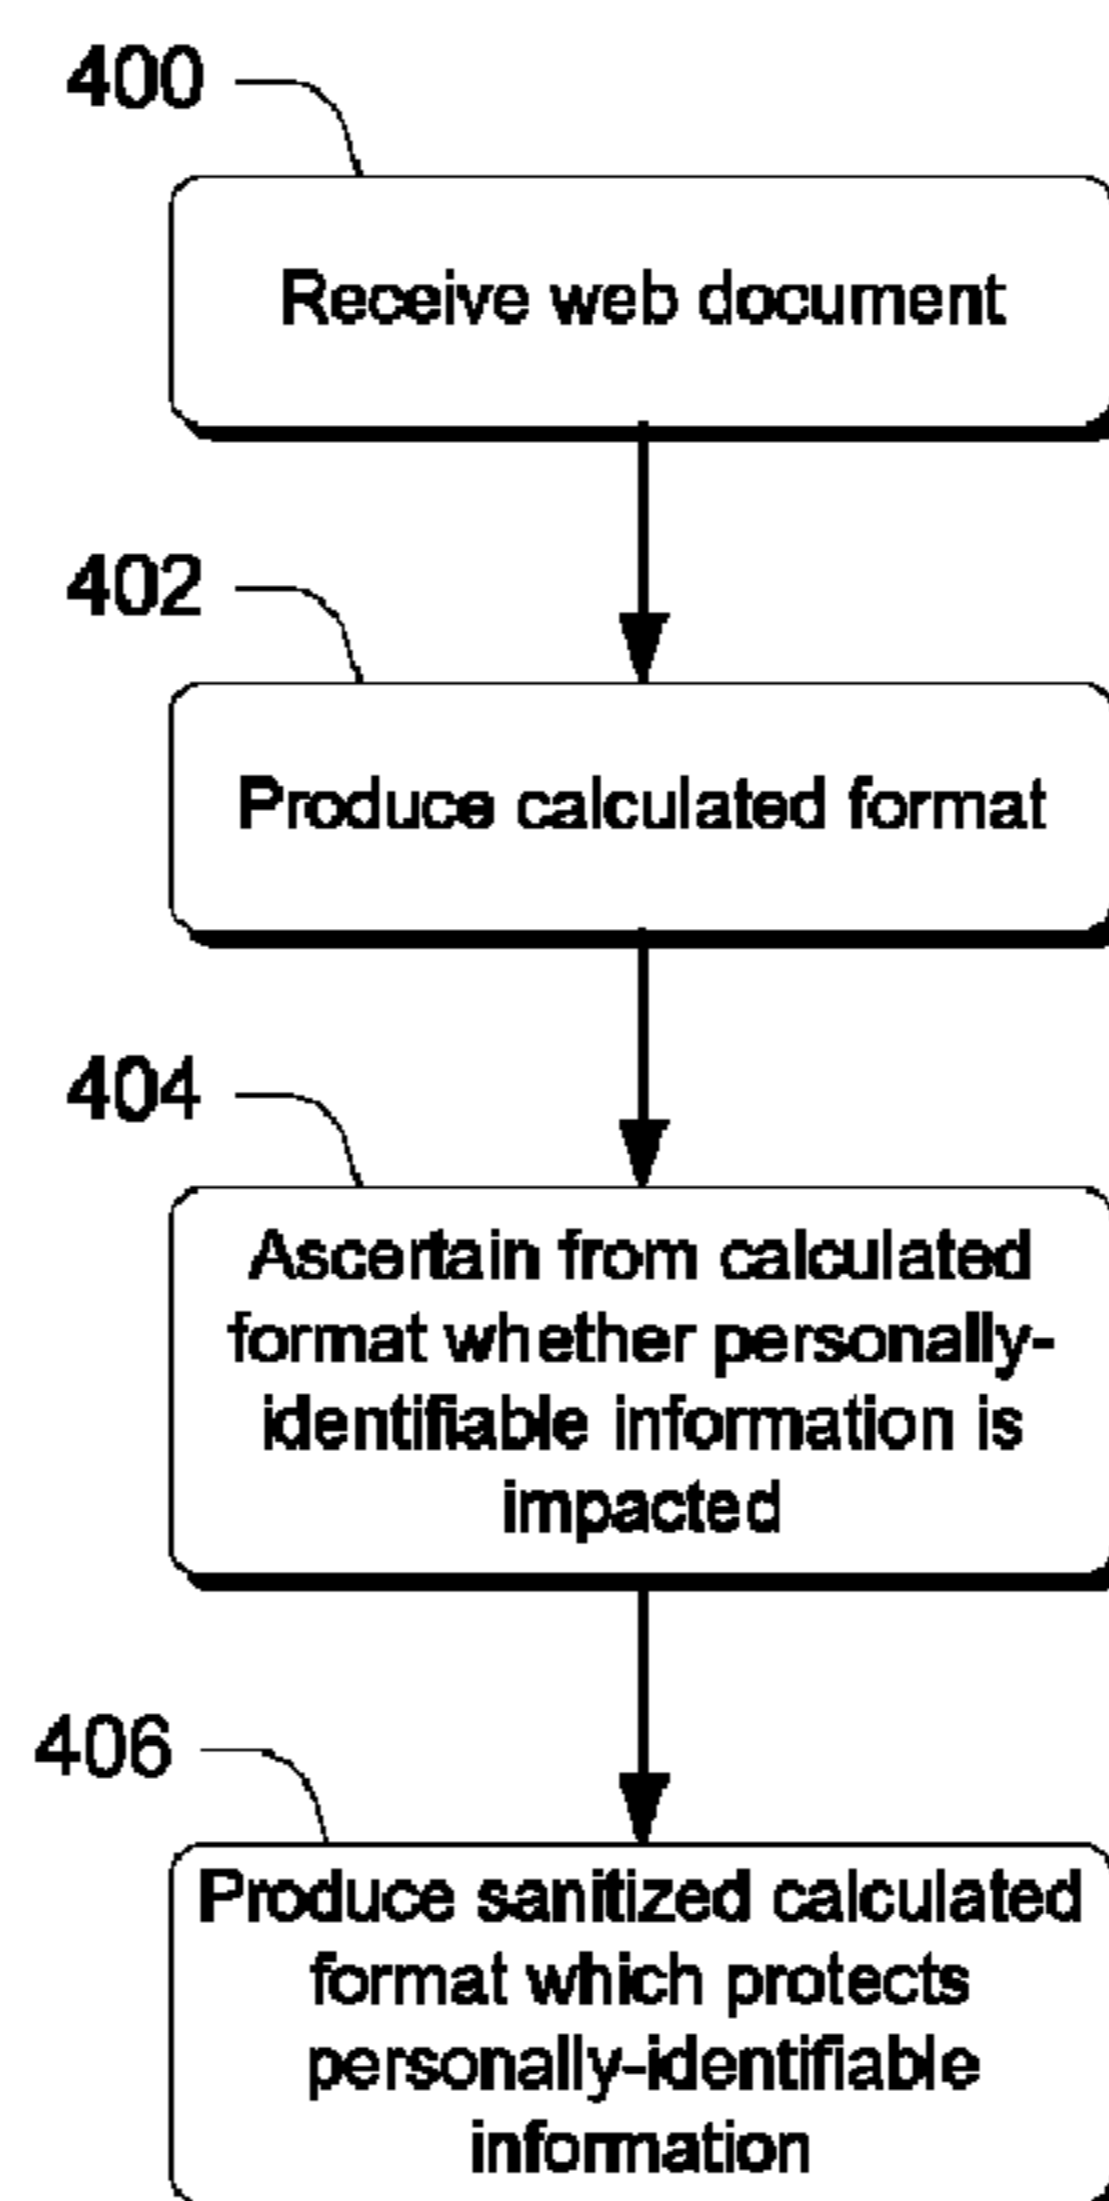 400
Receive web document
402
Produce calculated format
404
Ascertain from calculated
format whether personally-
identifiable information is
impacted
406
Produce sanitized calculated
format which protects
personally-identifiable
information